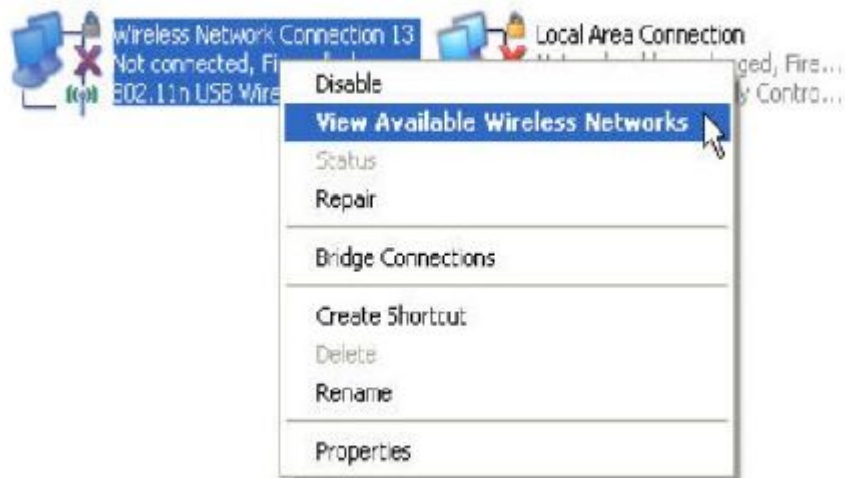 Wireless Network Connection 13
Not connected, Fi
802.11n USB Wire
Local Area Connection
ged, Fire...
y Contro...
Disable
View Available Wireless Networks
Status
Repair
Bridge Connections
Create Shortcut
Delete
Rename
Properties